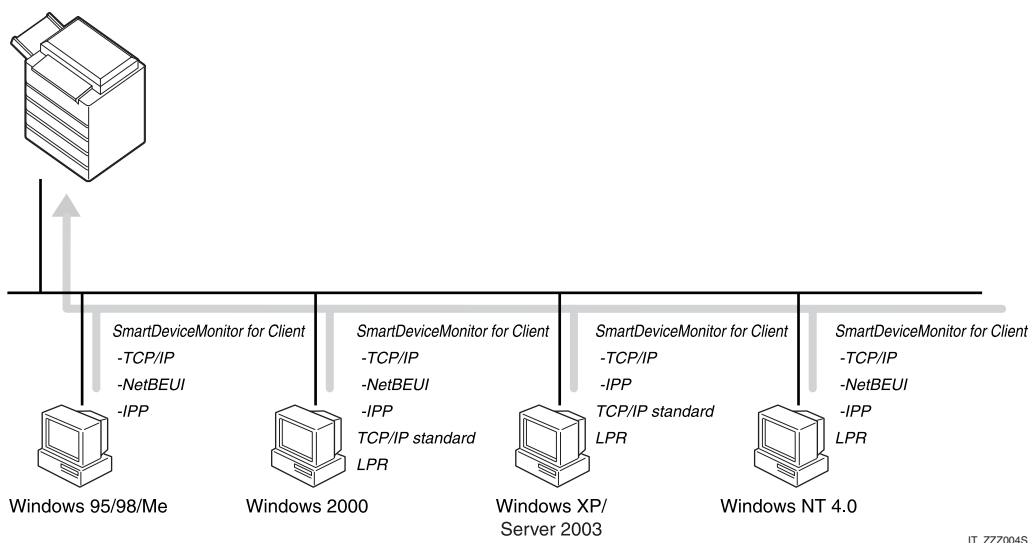 SmartDeviceMonitor for Client
-TCP/IP
-NetBEUI
-IPP
Windows 95/98/Me
SmartDeviceMonitor for Client
-TCP/IP
-NetBEUI
-IPP
TCP/IP standard
LPR
Windows 2000
SmartDeviceMonitor for Client
-TCP/IP
-IPP
TCP/IP standard
LPR
Windows XP/
Server 2003
SmartDeviceMonitor for Client
-TCP/IP
-NetBEUI
-IPP
LPR
Windows NT 4.0
IT_ZZZ004S